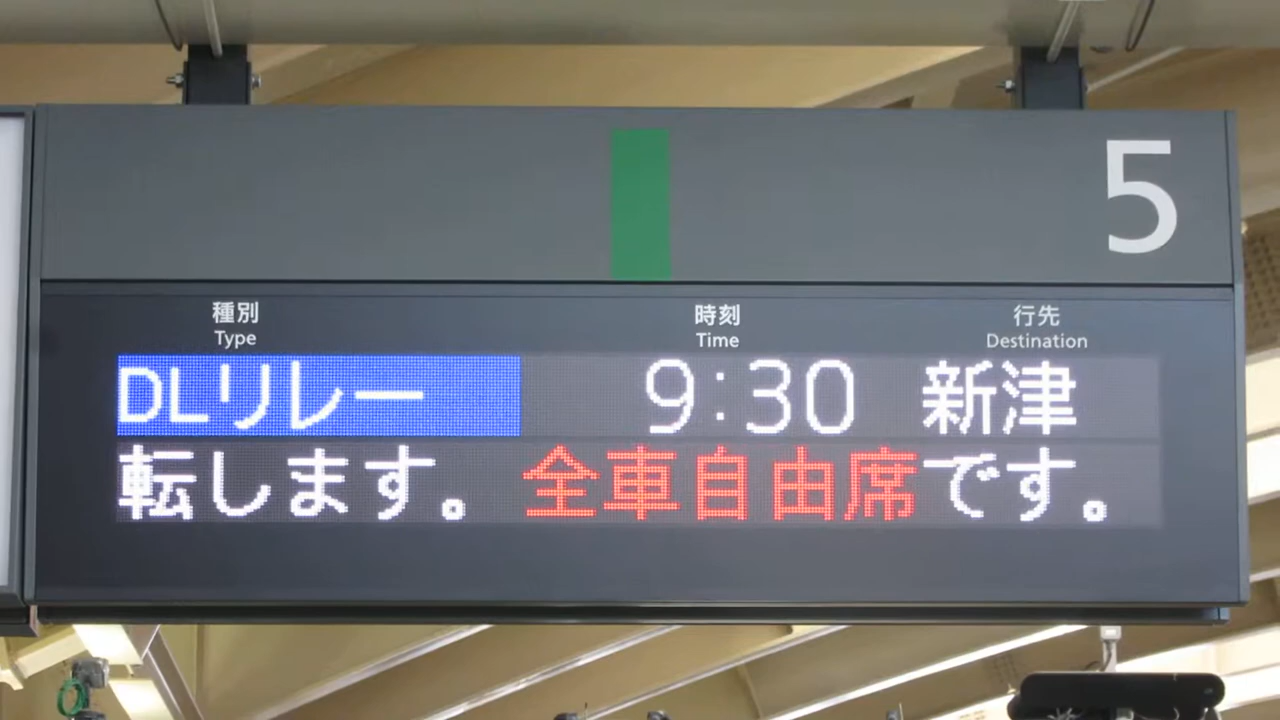 5
種別 時刻 行先
Type Time Destination
DLリレー 9:30 新津
転します。全車自由席です。